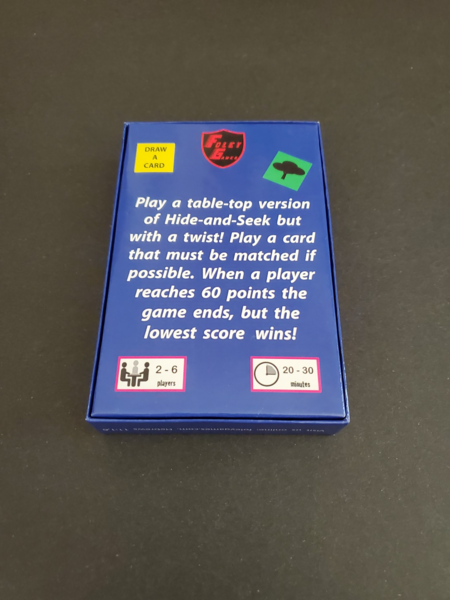 DRAW
A
CARD
FOLEY
GAMES
Play a table-top version
of Hide-and-Seek but
with a twist! Play a card
that must be matched if
possible. When a player
reaches 60 points the
game ends, but the
lowest score wins!
2 - 6
players
20 - 30
minutes